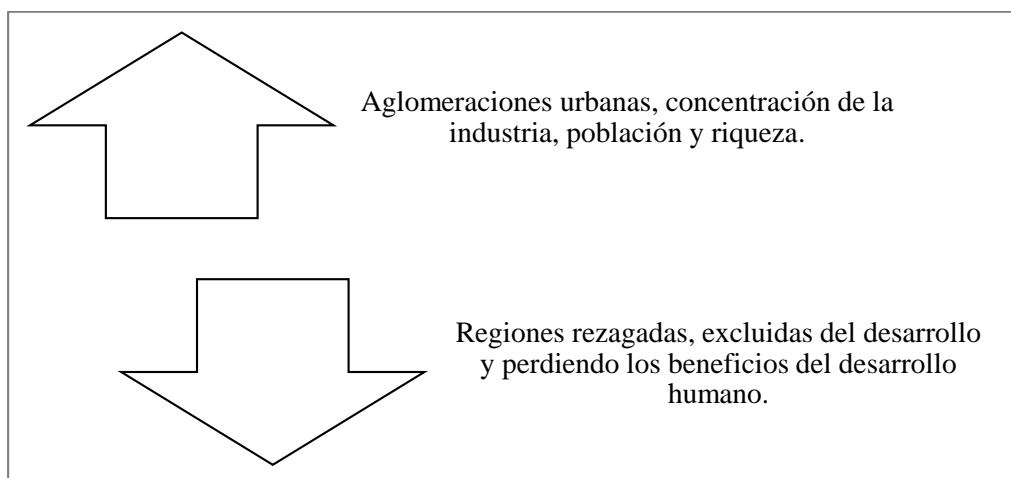 Aglomeraciones urbanas, concentración de la
industria, población y riqueza.
Regiones rezagadas, excluidas del desarrollo
y perdiendo los beneficios del desarrollo
humano.